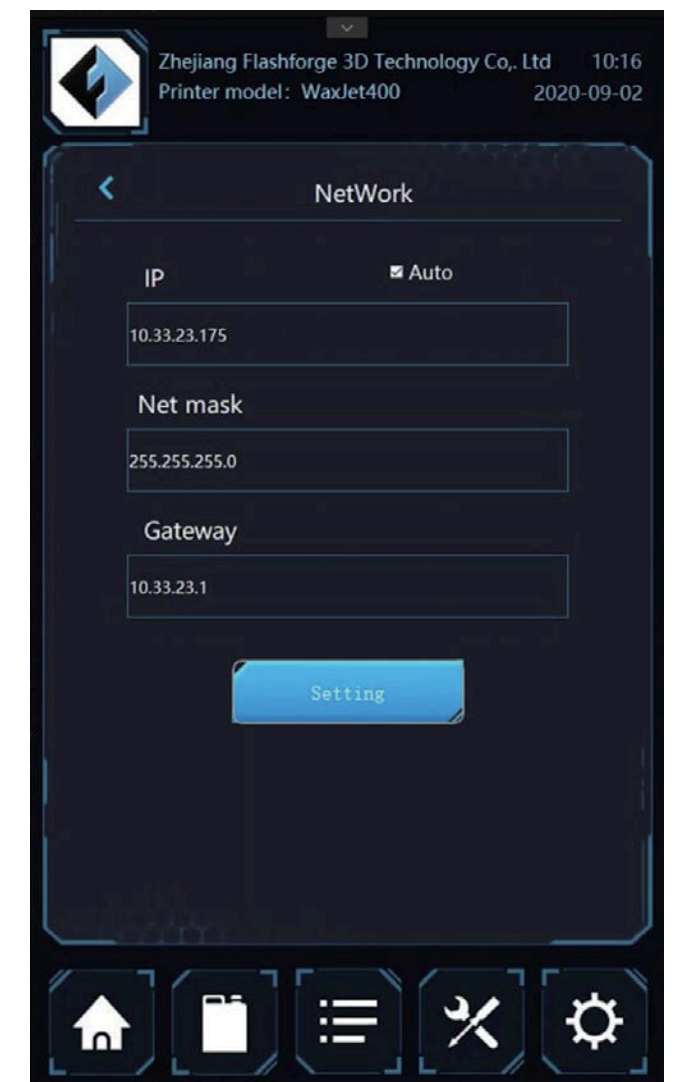 Zhejiang Flashforge 3D Technology Co,. Ltd 10:16
Printer model: WaxJet400 2020-09-02
NetWork
IP Auto
10.33.23.175
Net mask
255.255.255.0
Gateway
10.33.23.1
Setting